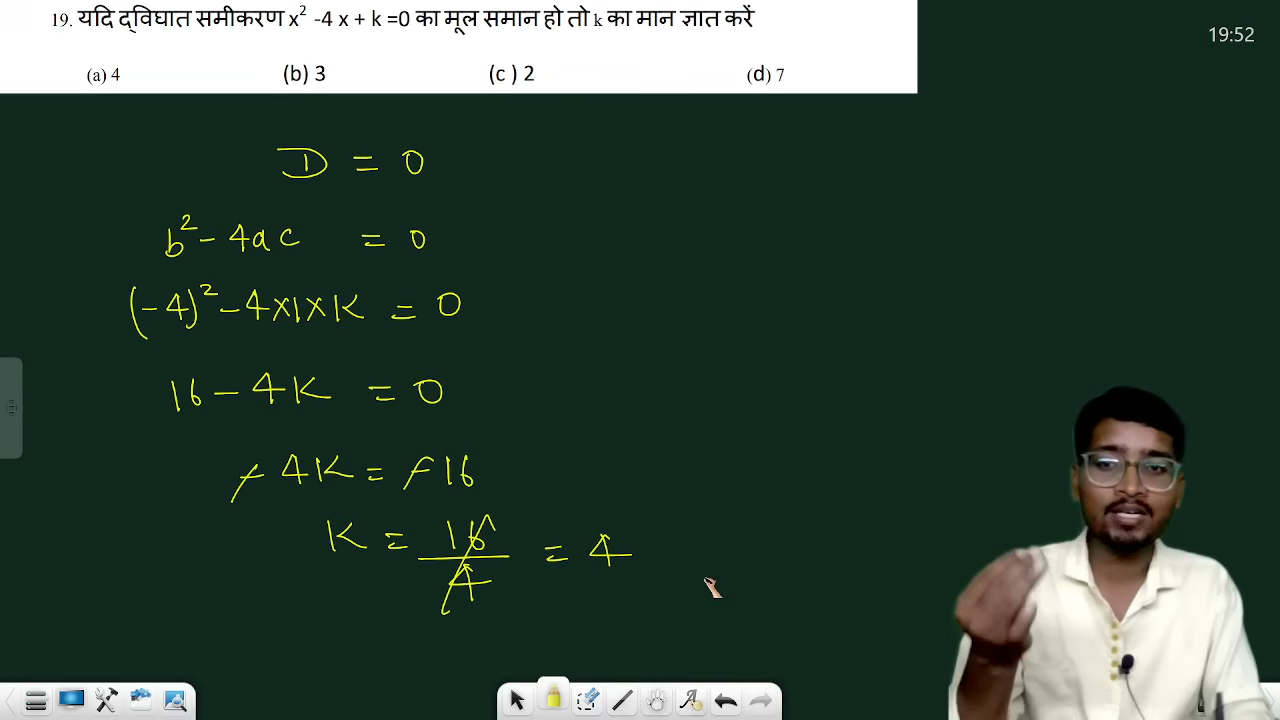 19. यदि द्विघात समीकरण x² -4 x + k =0 का मूल समान हो तो k का मान ज्ञात करें
19:52
(a) 4 (b) 3 (c ) 2 (d) 7
D = 0
b² - 4ac = 0
(-4)² - 4×1×K = 0
16 - 4K = 0
- 4K = -16
K = 16/4 = 4